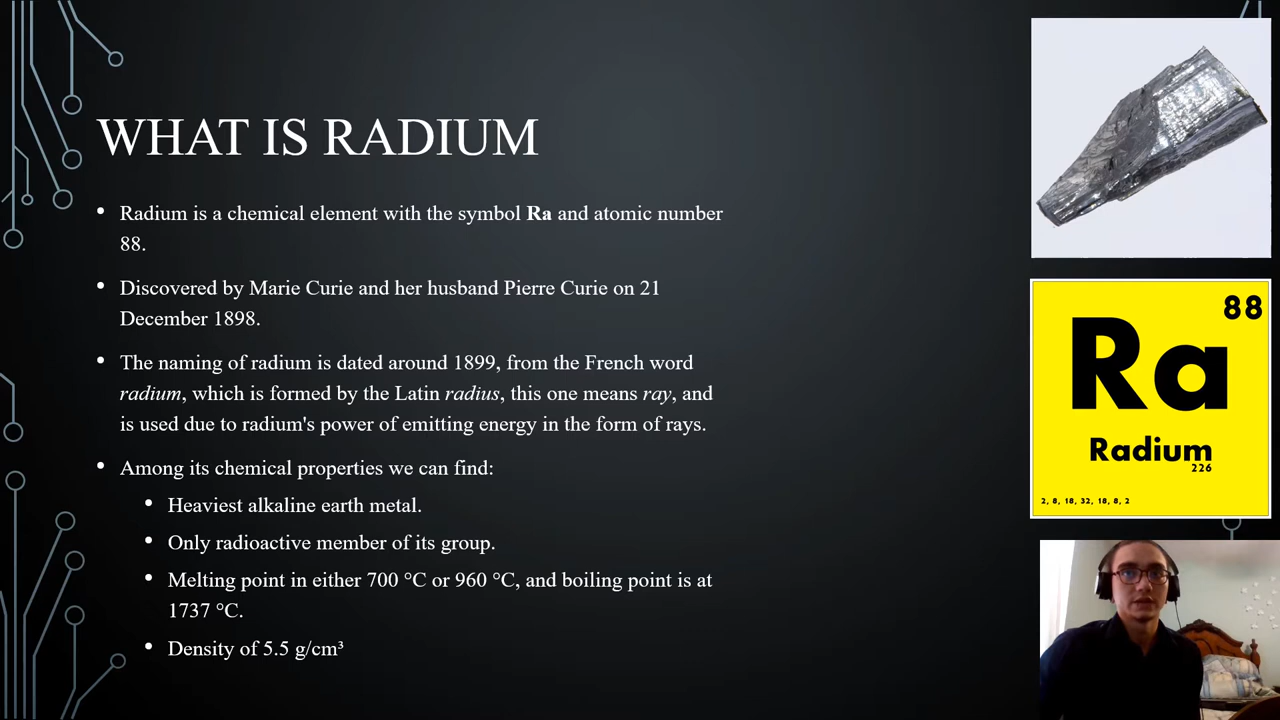 WHAT IS RADIUM
• Radium is a chemical element with the symbol Ra and atomic number
88.
• Discovered by Marie Curie and her husband Pierre Curie on 21
December 1898.
• The naming of radium is dated around 1899, from the French word
radium, which is formed by the Latin radius, this one means ray, and
is used due to radium's power of emitting energy in the form of rays.
• Among its chemical properties we can find:
• Heaviest alkaline earth metal.
• Only radioactive member of its group.
• Melting point in either 700 °C or 960 °C, and boiling point is at
1737 °C.
• Density of 5.5 g/cm³
88
Ra
Radium
226
2, 8, 18, 32, 18, 8, 2